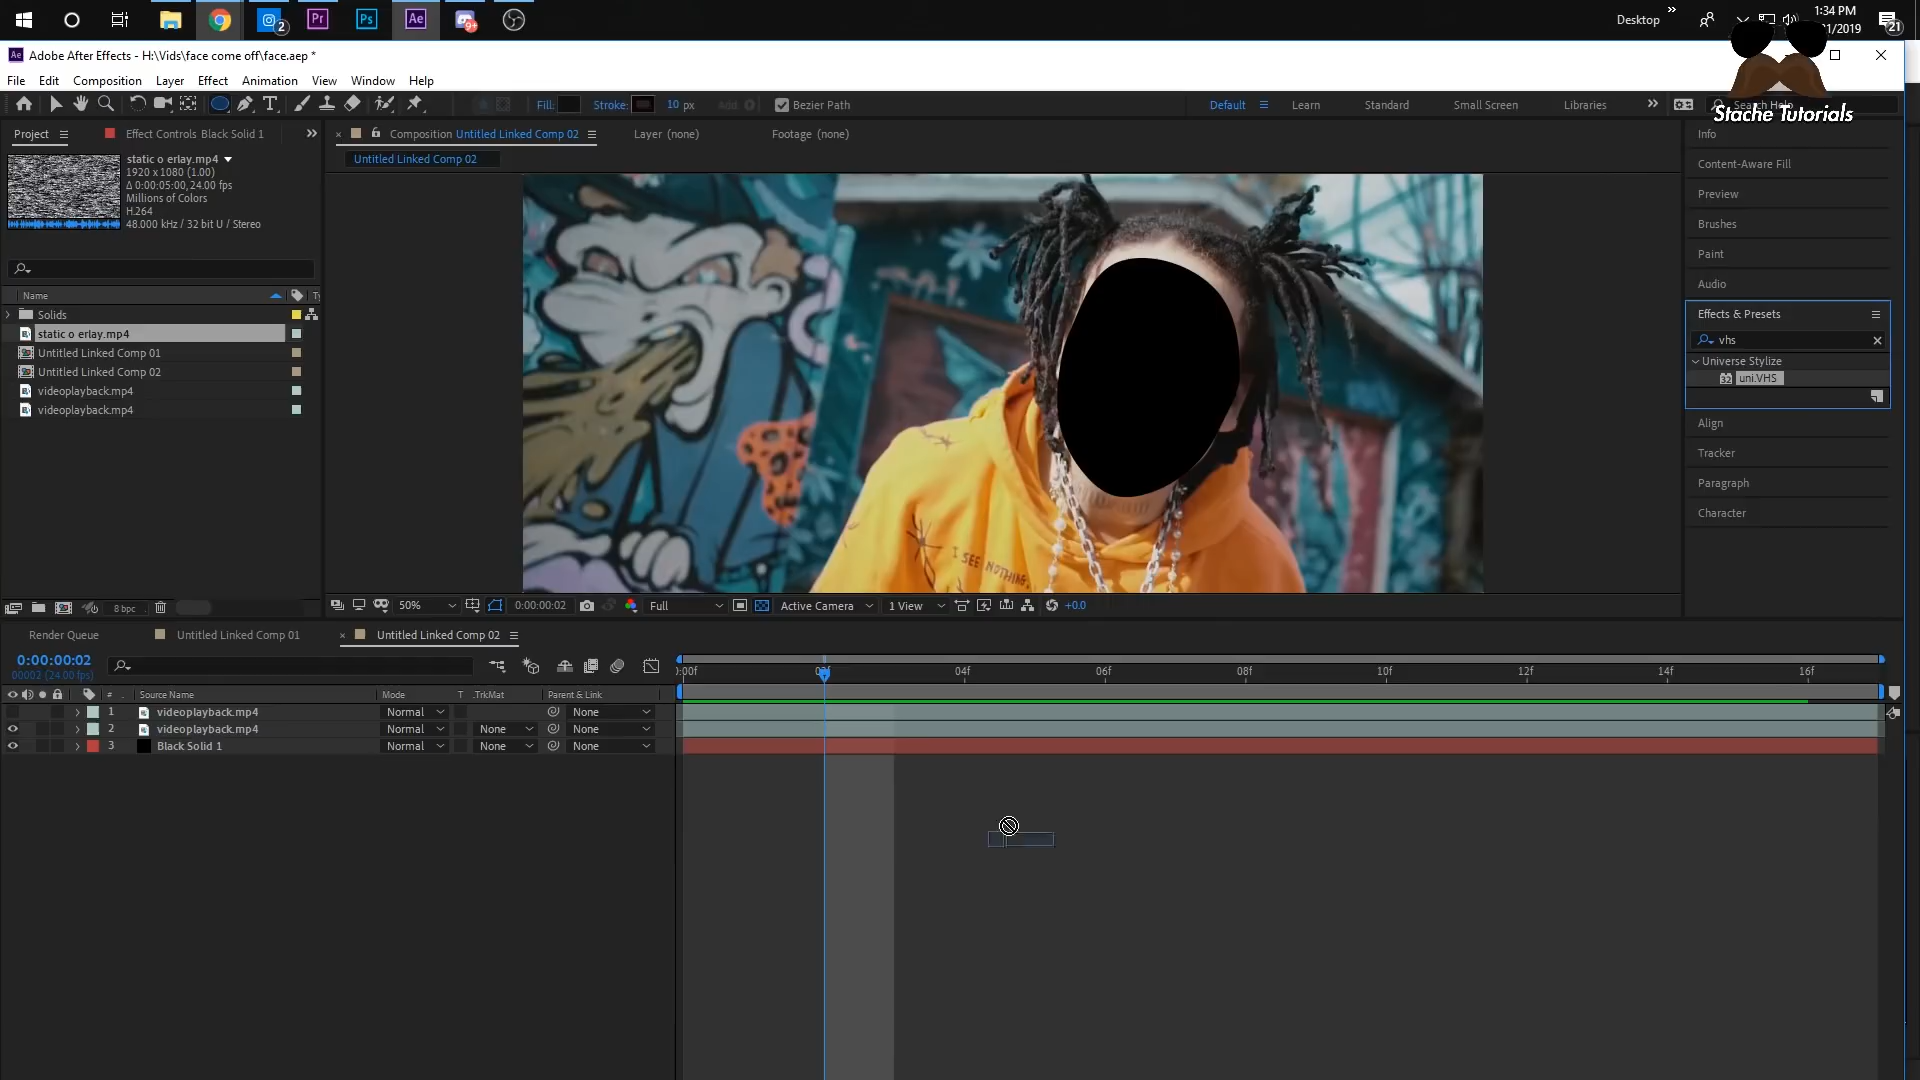 2
Pr
Ps
Ae
9+
Desktop
»
1:34 PM
21
Ae Adobe After Effects - H:\Vids\face come off\face.aep *
Stache Tutorials
File Edit Composition Layer Effect Animation View Window Help
Fill: Stroke: 10 px Add: Bezier Path
Default Learn Standard Small Screen Libraries » Search Help
Project Effect Controls Black Solid 1 »
× Composition Untitled Linked Comp 02 Layer (none) Footage (none)
Info
Untitled Linked Comp 02
static o erlay.mp4
1920 x 1080 (1.00)
Δ 0:00:05:00, 24.00 fps
Millions of Colors
H.264
48.000 kHz / 32 bit U / Stereo
Content-Aware Fill
Preview
Brushes
Paint
Audio
Effects & Presets
vhs
Universe Stylize
32 uni.VHS
Align
Tracker
Paragraph
Character
Name Ty
Solids
static o erlay.mp4
Untitled Linked Comp 01
Untitled Linked Comp 02
videoplayback.mp4
videoplayback.mp4
I SEE NOTHING
8 bpc
50% 0:00:00:02 Full Active Camera 1 View +0.0
Render Queue Untitled Linked Comp 01 × Untitled Linked Comp 02
0:00:00:02
00002 (24.00 fps)
:00f 02f 04f 06f 08f 10f 12f 14f 16f
# Source Name Mode T .TrkMat Parent & Link
1 videoplayback.mp4 Normal None
2 videoplayback.mp4 Normal None None
3 Black Solid 1 Normal None None